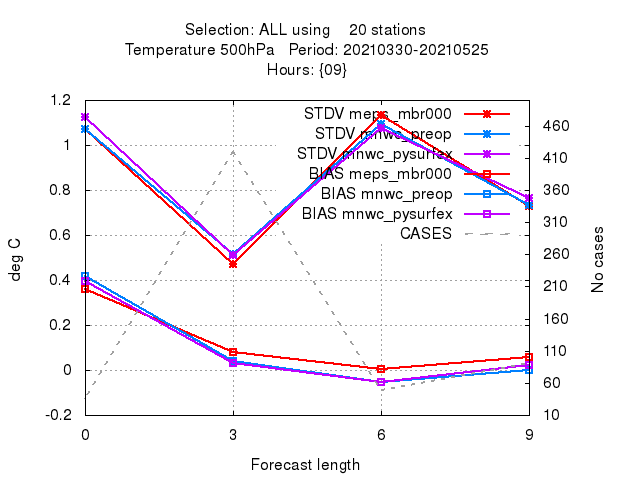 Selection: ALL using 20 stations
Temperature 500hPa Period: 20210330-20210525
Hours: {09}
1.2
1
0.8
0.6
0.4
0.2
0
-0.2
deg C
STDV meps_mbr000
STDV mnwc_preop
STDV mnwc_pysurfex
BIAS meps_mbr000
BIAS mnwc_preop
BIAS mnwc_pysurfex
CASES
460
410
360
310
260
210
160
110
60
10
No cases
0 3 6 9
Forecast length